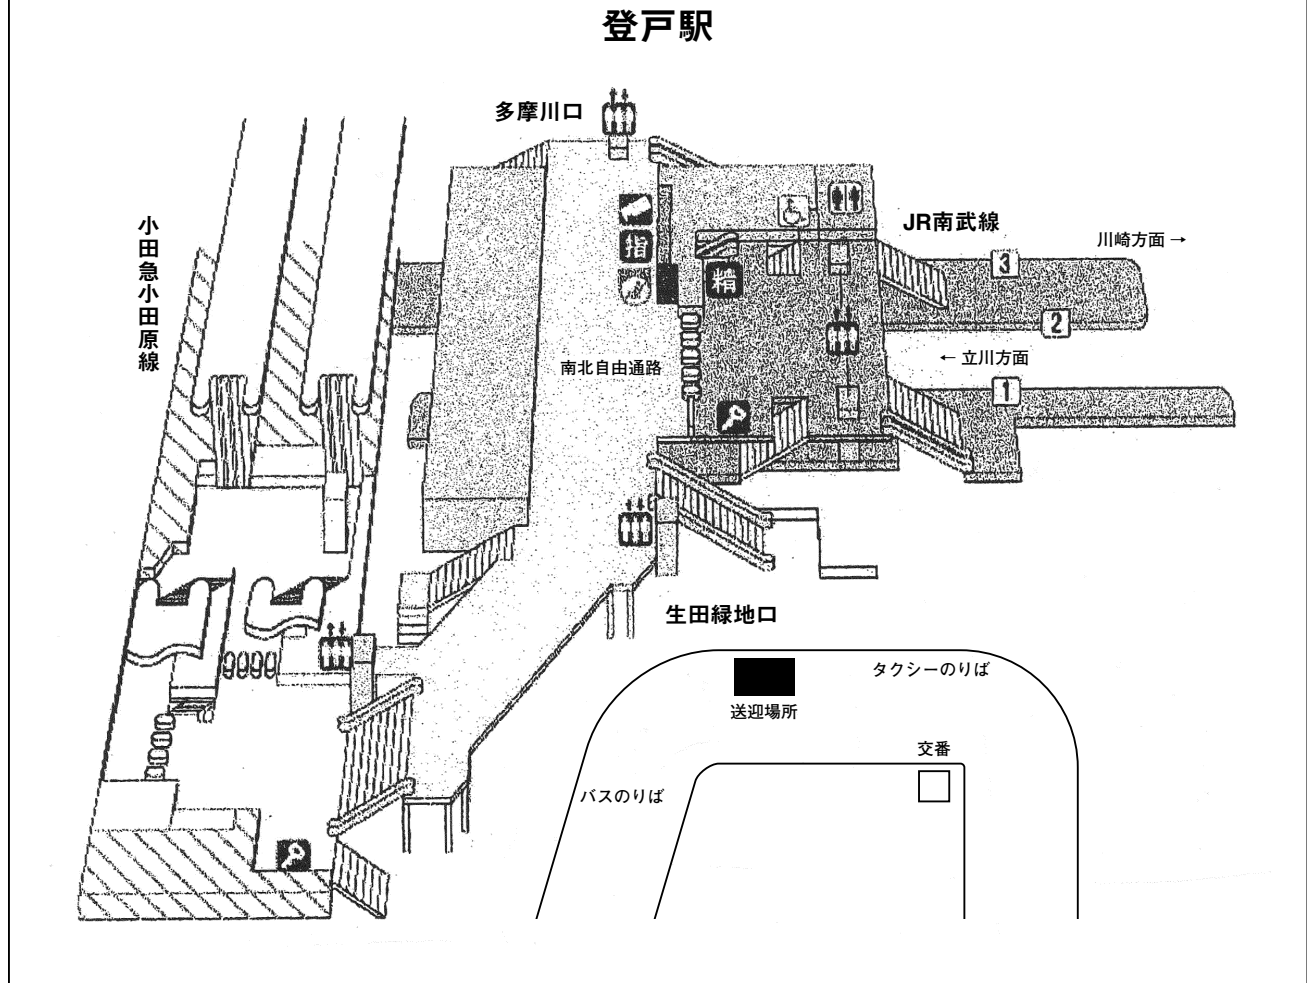 登戸駅
多摩川口
小田急小田原線
JR南武線
川崎方面 →
3
指
精
2
南北自由通路
← 立川方面
1
生田緑地口
タクシーのりば
送迎場所
交番
バスのりば